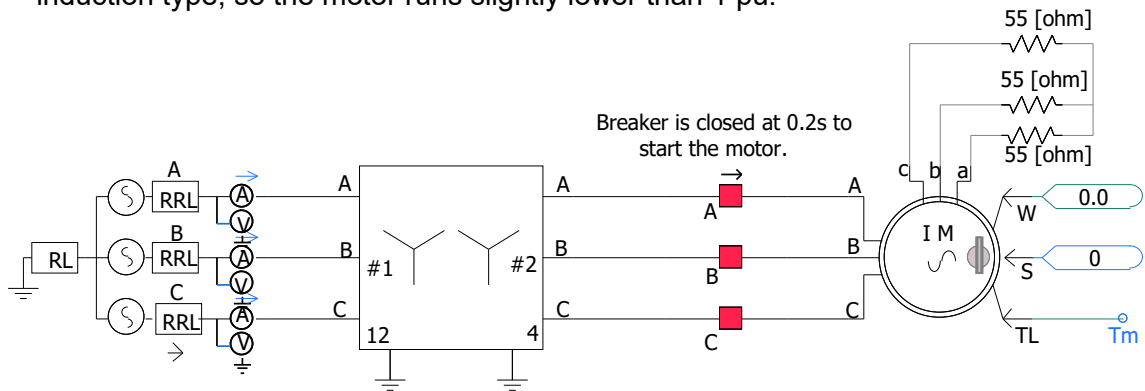 induction type, so the motor runs slightly lower than 1 pu.
55 [ohm]
55 [ohm]
55 [ohm]
Breaker is closed at 0.2s to
start the motor.
c b a
A
RRL
A
V
A
A
A
A
W
0.0
I M
RL
B
RRL
A
V
B
#1
#2
B
B
B
S
0
C
RRL
A
V
C
12
4
C
C
C
TL
Tm